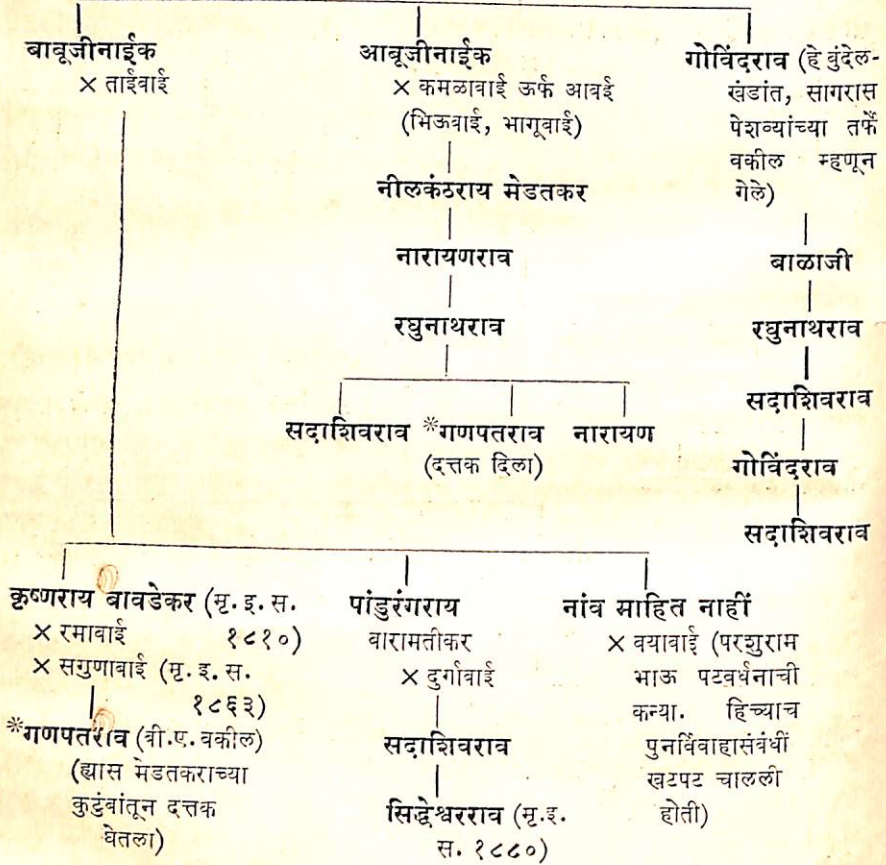 बाबूजीनाईक
× ताईबाई
आबूजीनाईक
× कमळाबाई ऊर्फ आवई
(भिऊबाई, भागूबाई)
नीलकंठराय मेडतकर
नारायणराव
रघुनाथराव
सदाशिवराव *गणपतराव नारायण
(दत्तक दिला)
गोविंदराव (हे बुंदेल-
खंडांत, सागरास
पेशव्यांच्या तर्फे
वकील म्हणून
गेले)
बाळाजी
रघुनाथराव
सदाशिवराव
गोविंदराव
सदाशिवराव
कृष्णराय बावडेकर (मृ. इ. स.
× रमाबाई १८१०)
× सगुणाबाई (मृ. इ. स.
१८६३)
*गणपतराव (बी. ए. वकील)
(ह्यास मेडतकराच्या
कुटुंबांतून दत्तक
घेतला)
पांडुरंगराय
बारामतीकर
× दुर्गाबाई
सदाशिवराव
सिद्धेश्वरराव (मृ. इ.
स. १८८०)
नांव माहित नाहीं
× बयाबाई (परशुराम
भाऊ पटवर्धनाची
कन्या. हिच्याच
पुनर्विवाहासंबंधीं
खटपट चालली
होती)